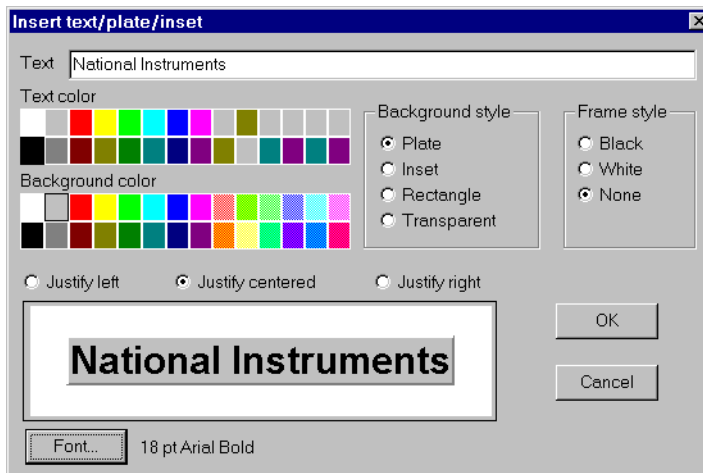 Insert text/plate/inset
Text National Instruments
Text color
Background color
Background style
Plate
Inset
Rectangle
Transparent
Frame style
Black
White
None
Justify left Justify centered Justify right
National Instruments
OK
Cancel
Font... 18 pt Arial Bold